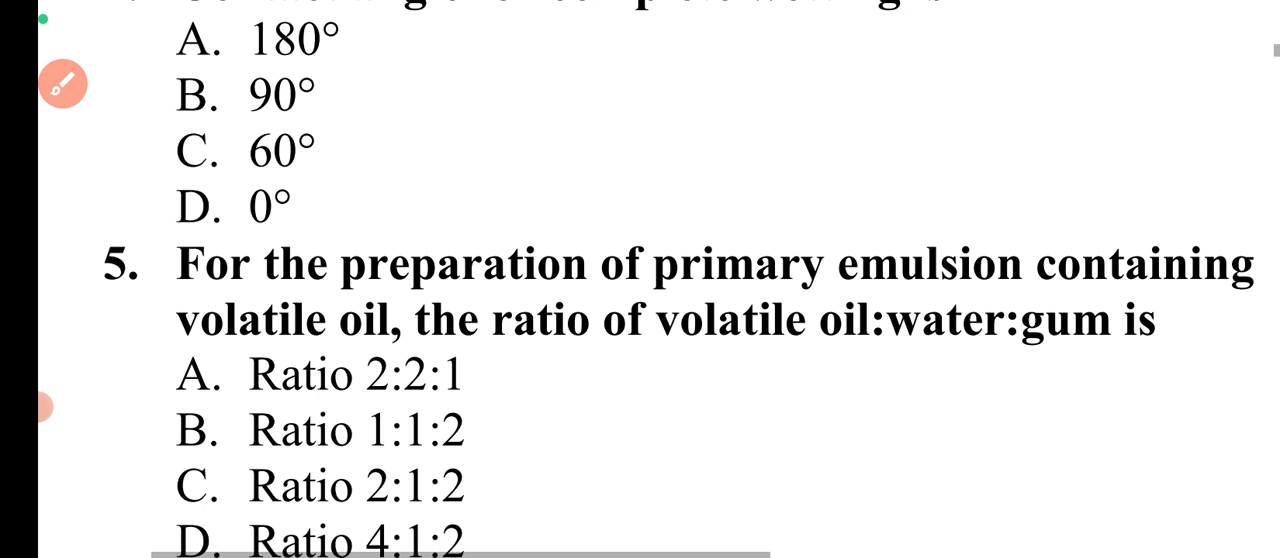 A. 180°
B. 90°
C. 60°
D. 0°
5. For the preparation of primary emulsion containing
volatile oil, the ratio of volatile oil:water:gum is
A. Ratio 2:2:1
B. Ratio 1:1:2
C. Ratio 2:1:2
D. Ratio 4:1:2